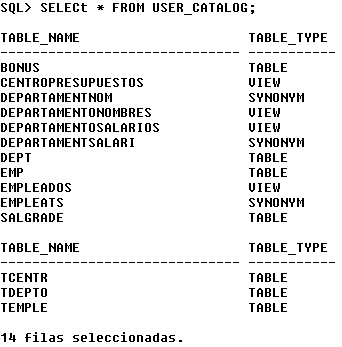 SQL> SELECt * FROM USER_CATALOG;
TABLE_NAME TABLE_TYPE
------------------------------ -----------
BONUS TABLE
CENTROPRESUPUESTOS VIEW
DEPARTAMENTNOM SYNONYM
DEPARTAMENTONOMBRES VIEW
DEPARTAMENTOSALARIOS VIEW
DEPARTAMENTSALARI SYNONYM
DEPT TABLE
EMP TABLE
EMPLEADOS VIEW
EMPLEATS SYNONYM
SALGRADE TABLE
TABLE_NAME TABLE_TYPE
------------------------------ -----------
TCENTR TABLE
TDEPTO TABLE
TEMPLE TABLE
14 filas seleccionadas.